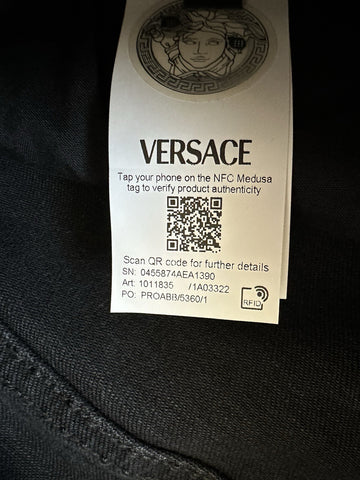 VERSACE
Tap your phone on the NFC Medusa
tag to verify product authenticity
Scan QR code for further details
SN: 0455874AEA1390
Art: 1011835 /1A03322
PO: PROABB/5360/1
RFID